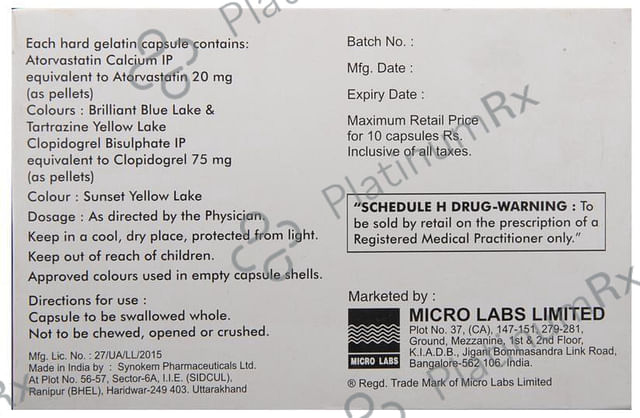 Each hard gelatin capsule contains:
Atorvastatin Calcium IP
equivalent to Atorvastatin 20 mg
(as pellets)
Colours : Brilliant Blue Lake &
Tartrazine Yellow Lake
Clopidogrel Bisulphate IP
equivalent to Clopidogrel 75 mg
(as pellets)
Colour : Sunset Yellow Lake
Dosage : As directed by the Physician.
Keep in a cool, dry place, protected from light.
Keep out of reach of children.
Approved colours used in empty capsule shells.
Directions for use :
Capsule to be swallowed whole.
Not to be chewed, opened or crushed.
Mfg. Lic. No. : 27/UA/LL/2015
Made in India by : Synokem Pharmaceuticals Ltd.
At Plot No. 56-57, Sector-6A, I.I.E. (SIDCUL),
Ranipur (BHEL), Haridwar-249 403. Uttarakhand
Batch No. :
Mfg. Date :
Expiry Date :
Maximum Retail Price
for 10 capsules Rs.
Inclusive of all taxes.
“SCHEDULE H DRUG-WARNING : To
be sold by retail on the prescription of a
Registered Medical Practitioner only.”
Marketed by :
MICRO LABS
MICRO LABS LIMITED
Plot No. 37, (CA), 147-151, 279-281,
Ground, Mezzanine, 1st & 2nd Floor,
K.I.A.D.B., Jigani Bommasandra Link Road,
Bangalore-562 106. India.
® Regd. Trade Mark of Micro Labs Limited
PlatinumRx
PlatinumRx
PlatinumRx
Rx